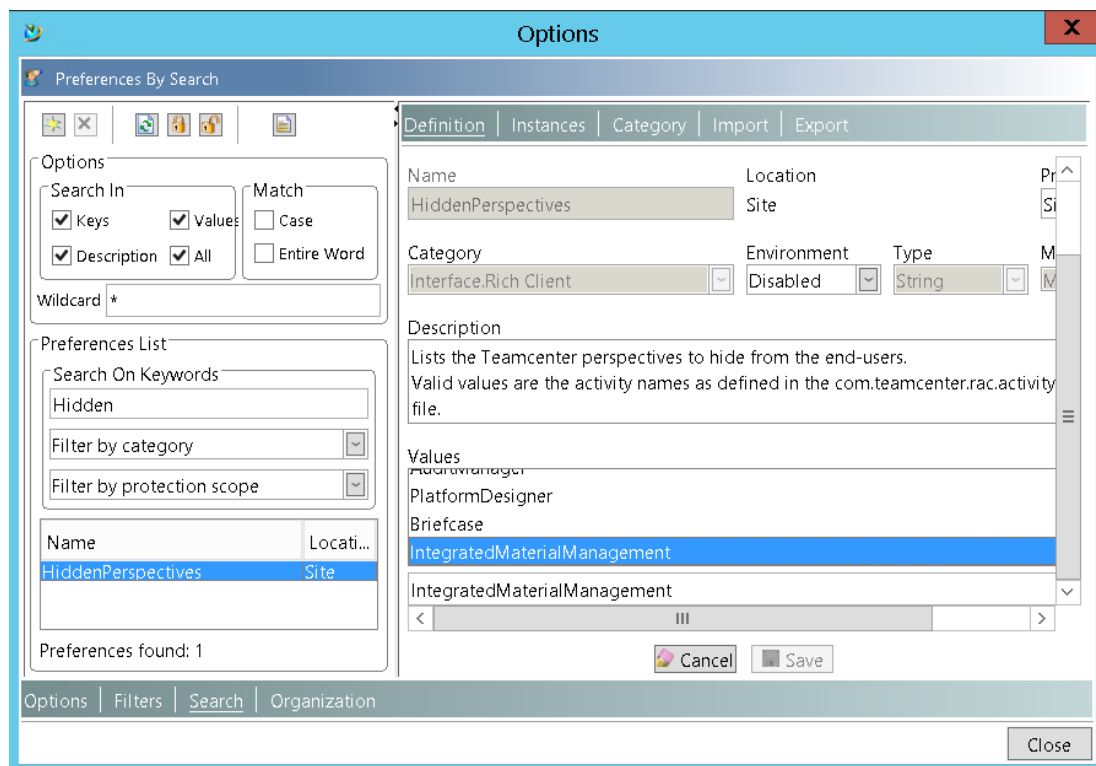 Options
X
Preferences By Search
Options
Search In
Match
Keys
Values
Case
Description
All
Entire Word
Wildcard *
Preferences List
Search On Keywords
Hidden
Filter by category
Filter by protection scope
Name Locati...
HiddenPerspectives Site
Preferences found: 1
Definition Instances Category Import Export
Name Location Pr
HiddenPerspectives Site Si
Category Environment Type M
Interface.Rich Client Disabled String M
Description
Lists the Teamcenter perspectives to hide from the end-users.
Valid values are the activity names as defined in the com.teamcenter.rac.activity
file.
Values
AuditManager
PlatformDesigner
Briefcase
IntegratedMaterialManagement
IntegratedMaterialManagement
Cancel Save
Options Filters Search Organization
Close